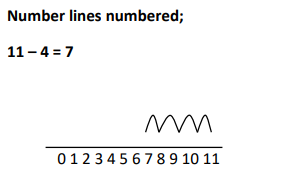 Number lines numbered;
11 – 4 = 7
0 1 2 3 4 5 6 7 8 9 10 11